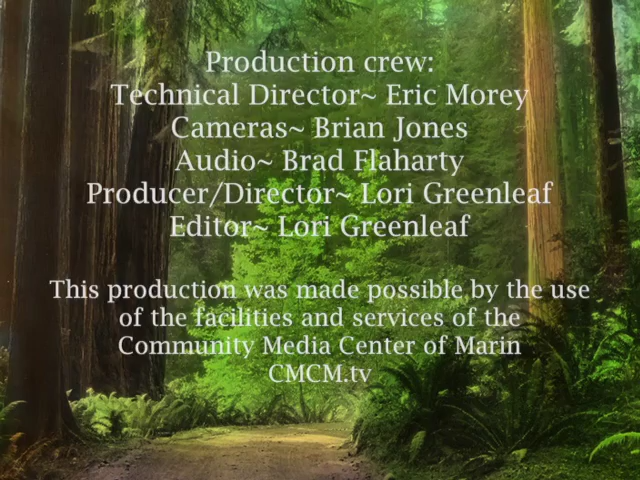 Production crew:
Technical Director~ Eric Morey
Cameras~ Brian Jones
Audio~ Brad Flaharty
Producer/Director~ Lori Greenleaf
Editor~ Lori Greenleaf
This production was made possible by the use
of the facilities and services of the
Community Media Center of Marin
CMCM.tv